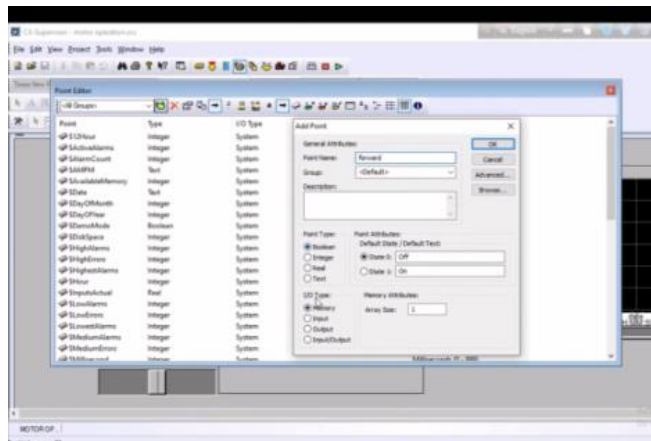 CX-Supervisor - motor operation.scs
File Edit View Project Tools Window Help
Point Editor
<All Groups>
Point Type I/O Type
$12Hour Integer System
$ActiveAlarms Integer System
$AlarmCount Integer System
$AMPM Text System
$AvailableMemory Integer System
$Date Text System
$DayOfMonth Integer System
$DayOfYear Integer System
$DemoMode Boolean System
$DiskSpace Integer System
$HighAlarms Integer System
$HighErrors Integer System
$HighestAlarms Integer System
$Hour Integer System
$InputsActual Real System
$LowAlarms Integer System
$LowErrors Integer System
$LowestAlarms Integer System
$MediumAlarms Integer System
$MediumErrors Integer System
$Millisecond Integer System
Add Point
General Attributes:
Point Name: forward
Group: <Default>
Description:
OK
Cancel
Advanced...
Browse...
Point Type:
Boolean
Integer
Real
Text
Point Attributes:
Default State / Default Text:
State 0: Off
State 1: On
I/O Type:
Memory
Input
Output
Input/Output
Memory Attributes:
Array Size: 1
MOTOR OP